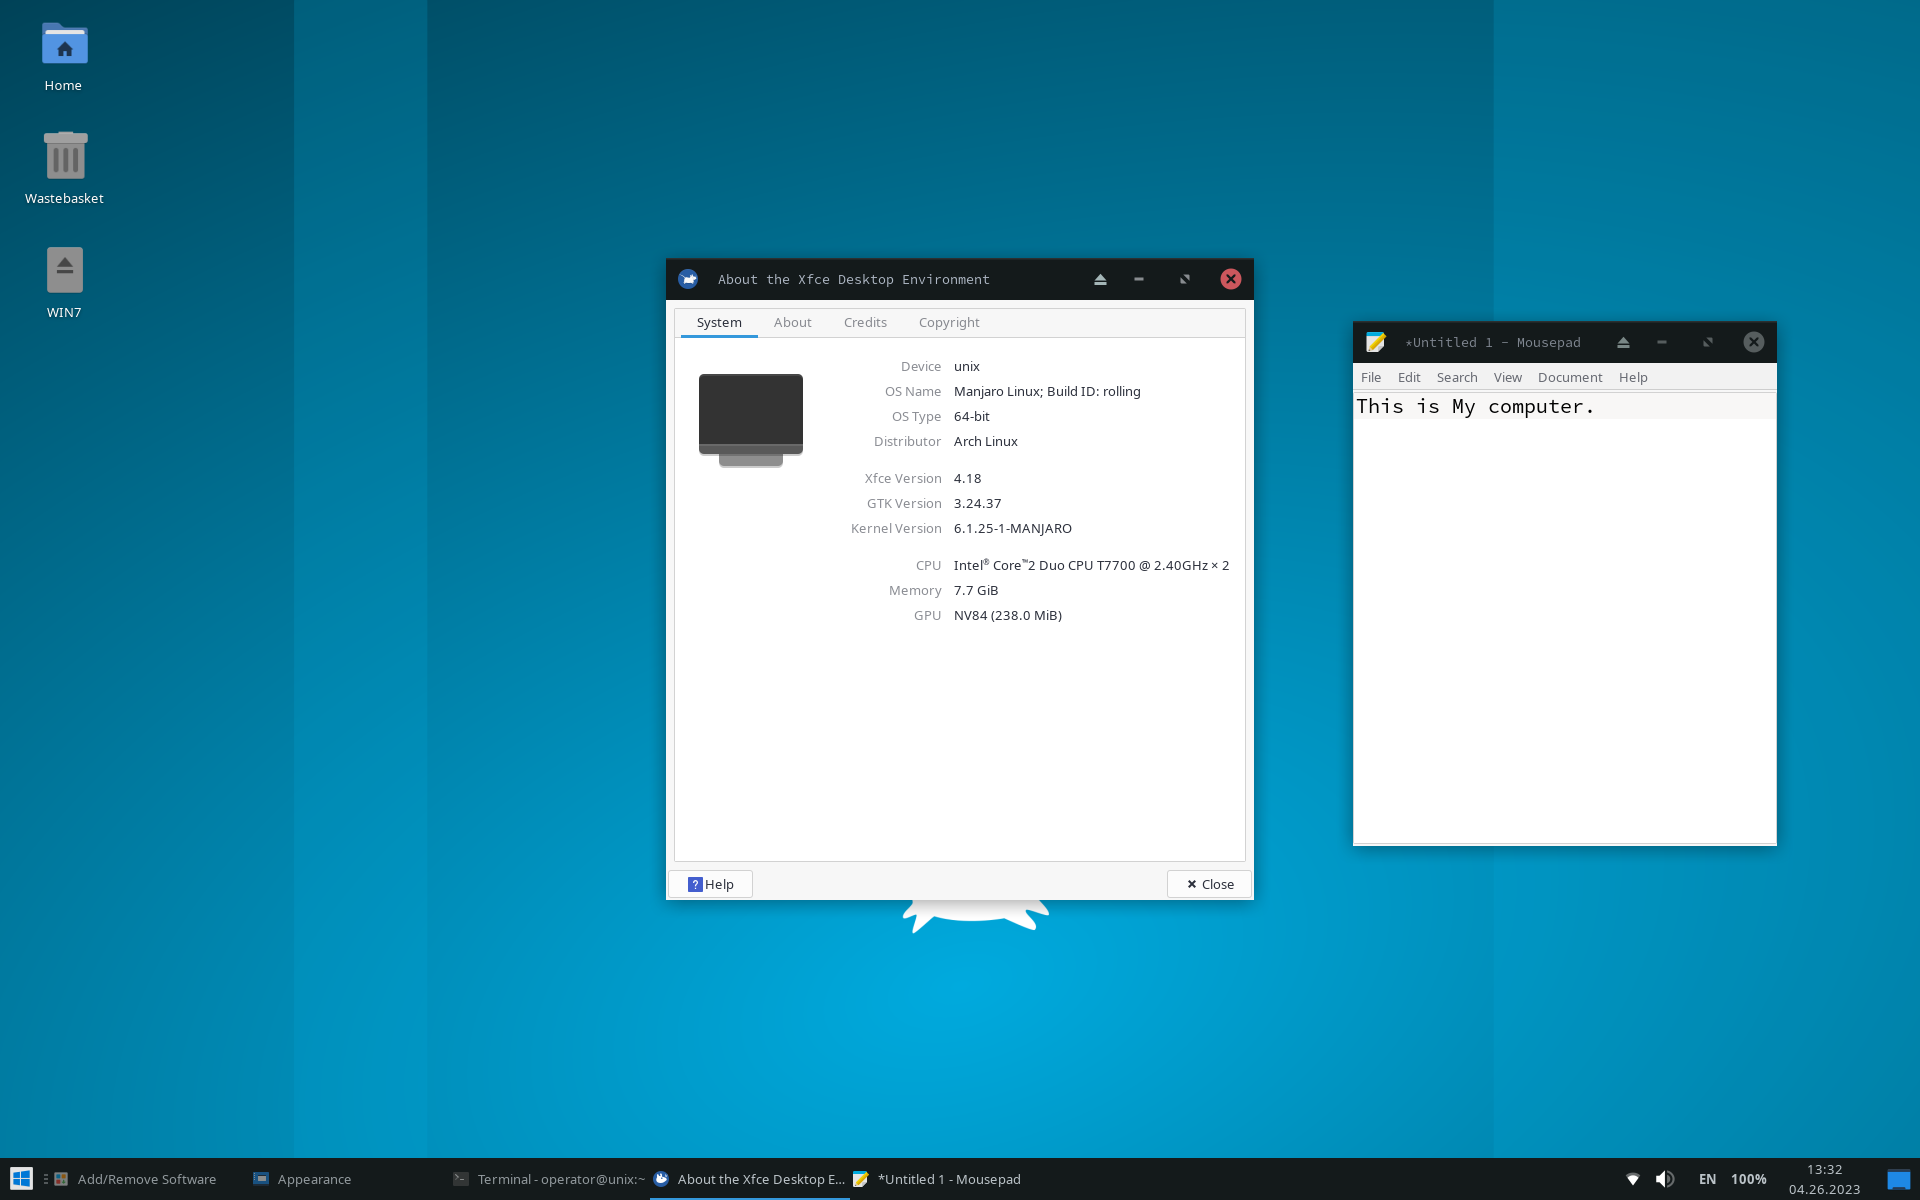 Home
Wastebasket
WIN7
About the Xfce Desktop Environment
System About Credits Copyright
Device unix
OS Name Manjaro Linux; Build ID: rolling
OS Type 64-bit
Distributor Arch Linux
Xfce Version 4.18
GTK Version 3.24.37
Kernel Version 6.1.25-1-MANJARO
CPU Intel® Core™2 Duo CPU T7700 @ 2.40GHz × 2
Memory 7.7 GiB
GPU NV84 (238.0 MiB)
? Help
Close
*Untitled 1 - Mousepad
File Edit Search View Document Help
This is My computer.
Add/Remove Software
Appearance
Terminal - operator@unix:~
About the Xfce Desktop E...
*Untitled 1 - Mousepad
EN 100%
13:32
04.26.2023